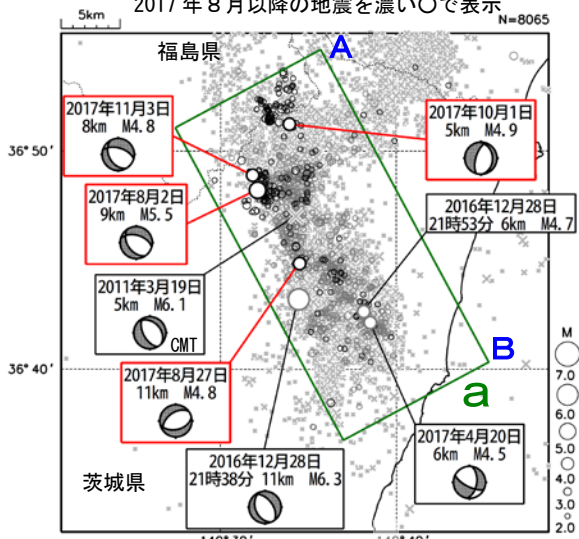 2017年8月以降の地震を濃い○で表示
5km
N=8065
福島県
A
2017年11月3日
8km M4.8
2017年10月1日
5km M4.9
36°50'
2017年8月2日
9km M5.5
2016年12月28日
21時53分 6km M4.7
2011年3月19日
5km M6.1
CMT
B
36°40'
a
2017年8月27日
11km M4.8
2017年4月20日
6km M4.5
2016年12月28日
21時38分 11km M6.3
茨城県
M
7.0
6.0
5.0
4.0
3.0
2.0